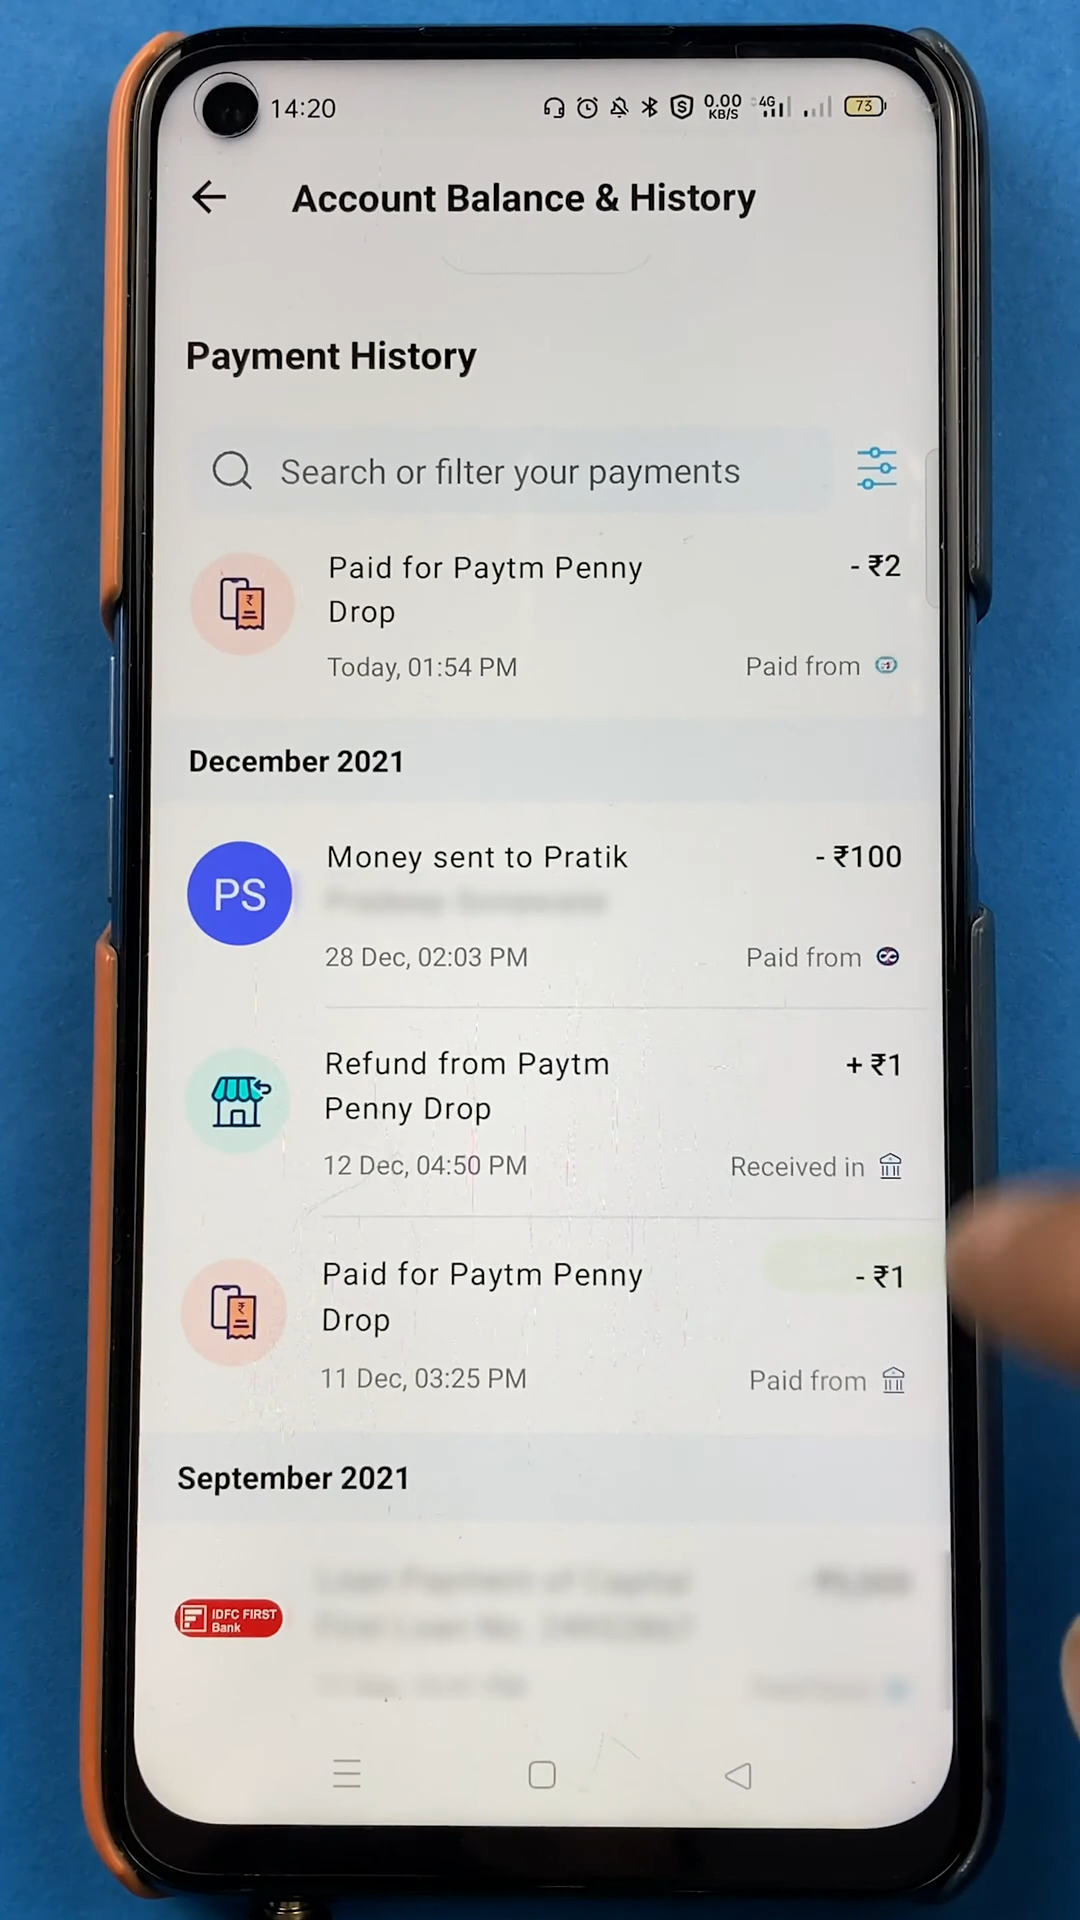 14:20
0.00
KB/S
4G
73
Account Balance & History
Payment History
Search or filter your payments
Paid for Paytm Penny
Drop
- ₹2
Today, 01:54 PM
Paid from
December 2021
PS
Money sent to Pratik
- ₹100
28 Dec, 02:03 PM
Paid from
Refund from Paytm
Penny Drop
+ ₹1
12 Dec, 04:50 PM
Received in
Paid for Paytm Penny
Drop
- ₹1
11 Dec, 03:25 PM
Paid from
September 2021
IDFC FIRST
Bank